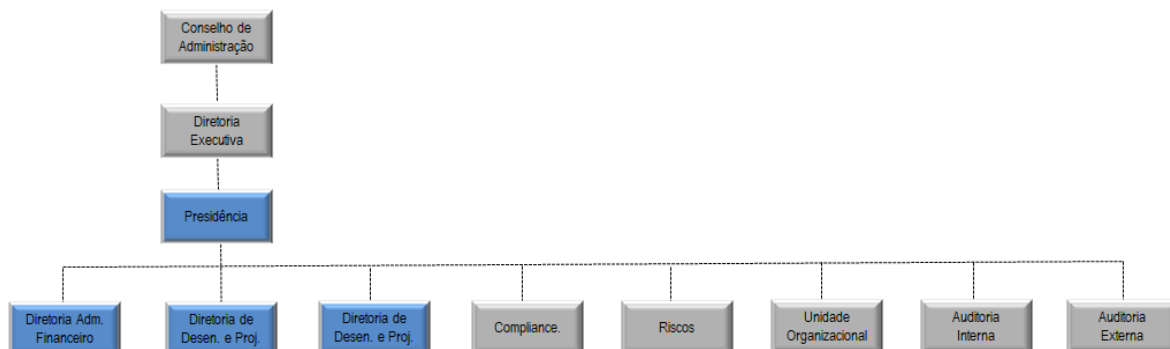 Conselho de
Administração
Diretoria
Executiva
Presidência
Diretoria Adm.
Financeiro
Diretoria de
Desen. e Proj.
Diretoria de
Desen. e Proj.
Compliance.
Riscos
Unidade
Organizacional
Auditoria
Interna
Auditoria
Externa